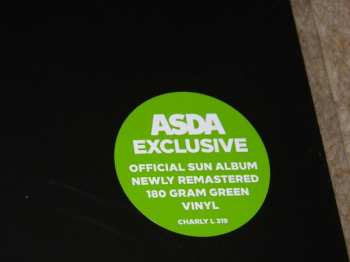 ASDA
EXCLUSIVE
OFFICIAL SUN ALBUM
NEWLY REMASTERED
180 GRAM GREEN
VINYL
CHARLY L 319